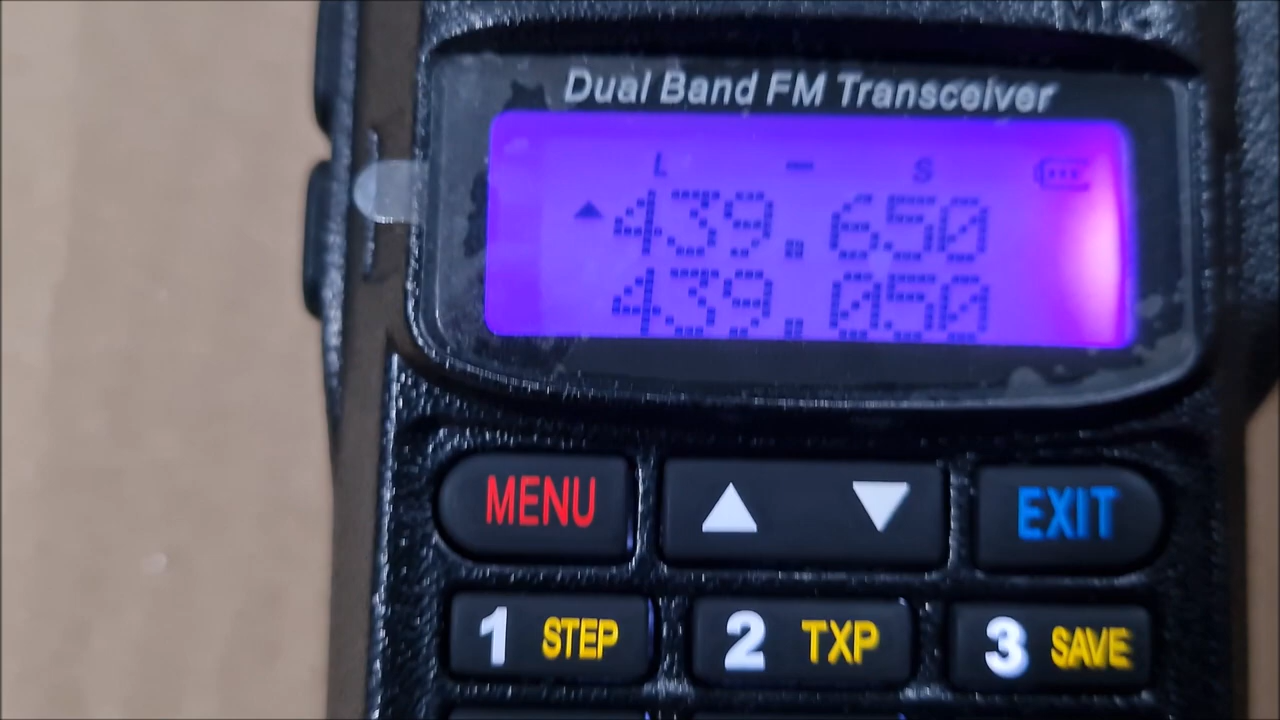 Dual Band FM Transceiver
L - S
▲439.650
439.050
MENU ▲ ▼ EXIT
1 STEP 2 TXP 3 SAVE